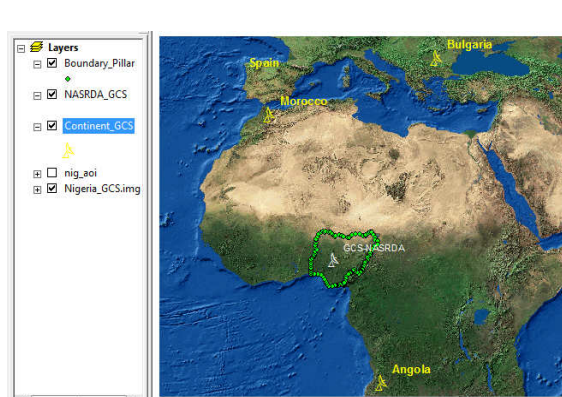 Layers
Boundary_Pillar
NASRDA_GCS
Continent_GCS
nig_aoi
Nigeria_GCS.img
Bulgaria
Spain
Morocco
GCS-NASRDA
Angola